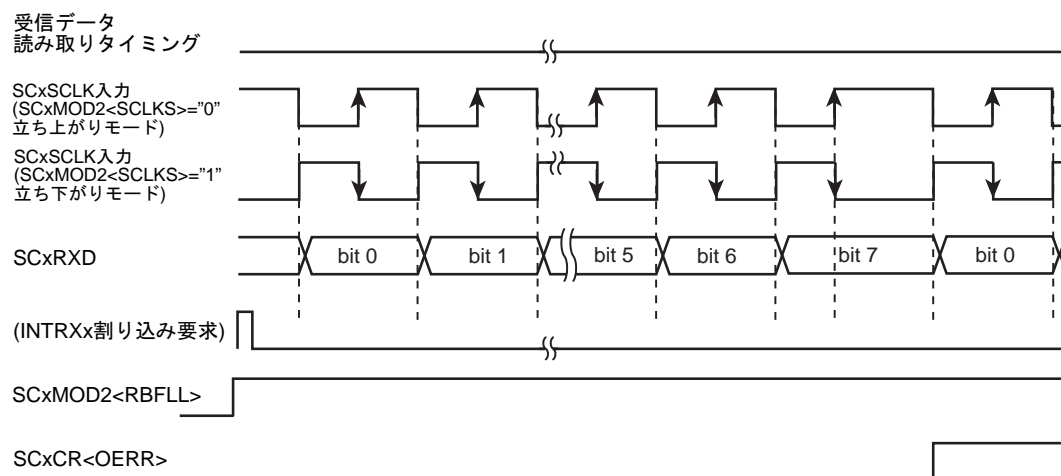 受信データ
読み取りタイミング
SCxSCLK入力
(SCxMOD2<SCLKS>="0"
立ち上がりモード)
SCxSCLK入力
(SCxMOD2<SCLKS>="1"
立ち下がりモード)
SCxRXD
bit 0
bit 1
bit 5
bit 6
bit 7
bit 0
(INTRXx割り込み要求)
SCxMOD2<RBFLL>
SCxCR<OERR>